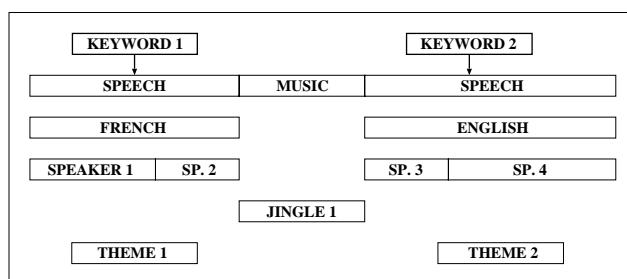 KEYWORD 1 KEYWORD 2
SPEECH MUSIC SPEECH
FRENCH ENGLISH
SPEAKER 1 SP. 2 SP. 3 SP. 4
JINGLE 1
THEME 1 THEME 2